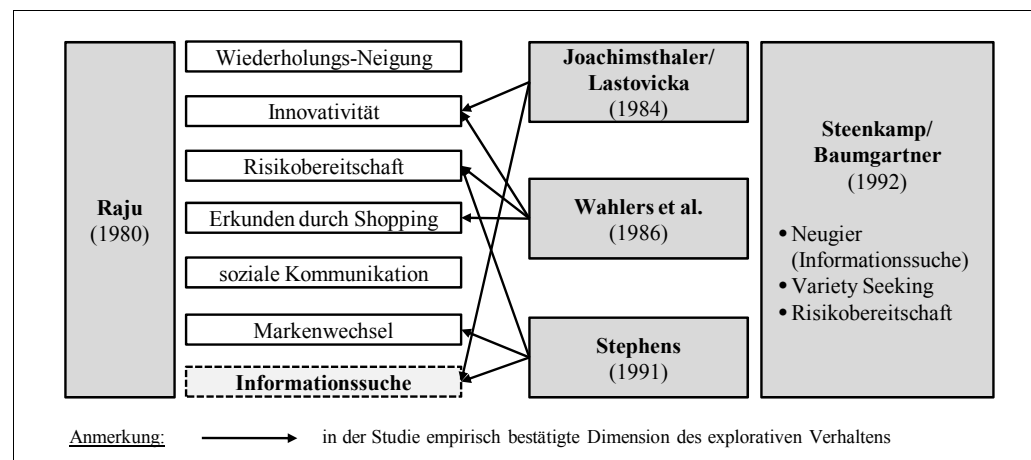 Raju
(1980)
Wiederholungs-Neigung
Innovativität
Risikobereitschaft
Erkunden durch Shopping
soziale Kommunikation
Markenwechsel
Informationssuche
Joachimsthaler/
Lastovicka
(1984)
Wahlers et al.
(1986)
Stephens
(1991)
Steenkamp/
Baumgartner
(1992)
• Neugier
(Informationssuche)
• Variety Seeking
• Risikobereitschaft
Anmerkung: in der Studie empirisch bestätigte Dimension des explorativen Verhaltens